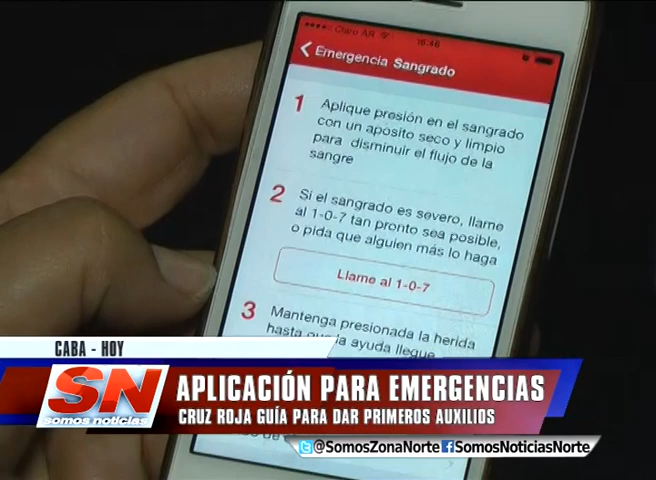 Claro AR
16:46
Emergencia Sangrado
1
Aplique presión en el sangrado
con un apósito seco y limpio
para disminuir el flujo de la
sangre
2
Si el sangrado es severo, llame
al 1-0-7 tan pronto sea posible,
o pida que alguien más lo haga
Llame al 1-0-7
3
Mantenga presionada la herida
hasta que la ayuda llegue
CABA - HOY
SN
somos noticias
APLICACIÓN PARA EMERGENCIAS
CRUZ ROJA GUÍA PARA DAR PRIMEROS AUXILIOS
@SomosZonaNorte SomosNoticiasNorte